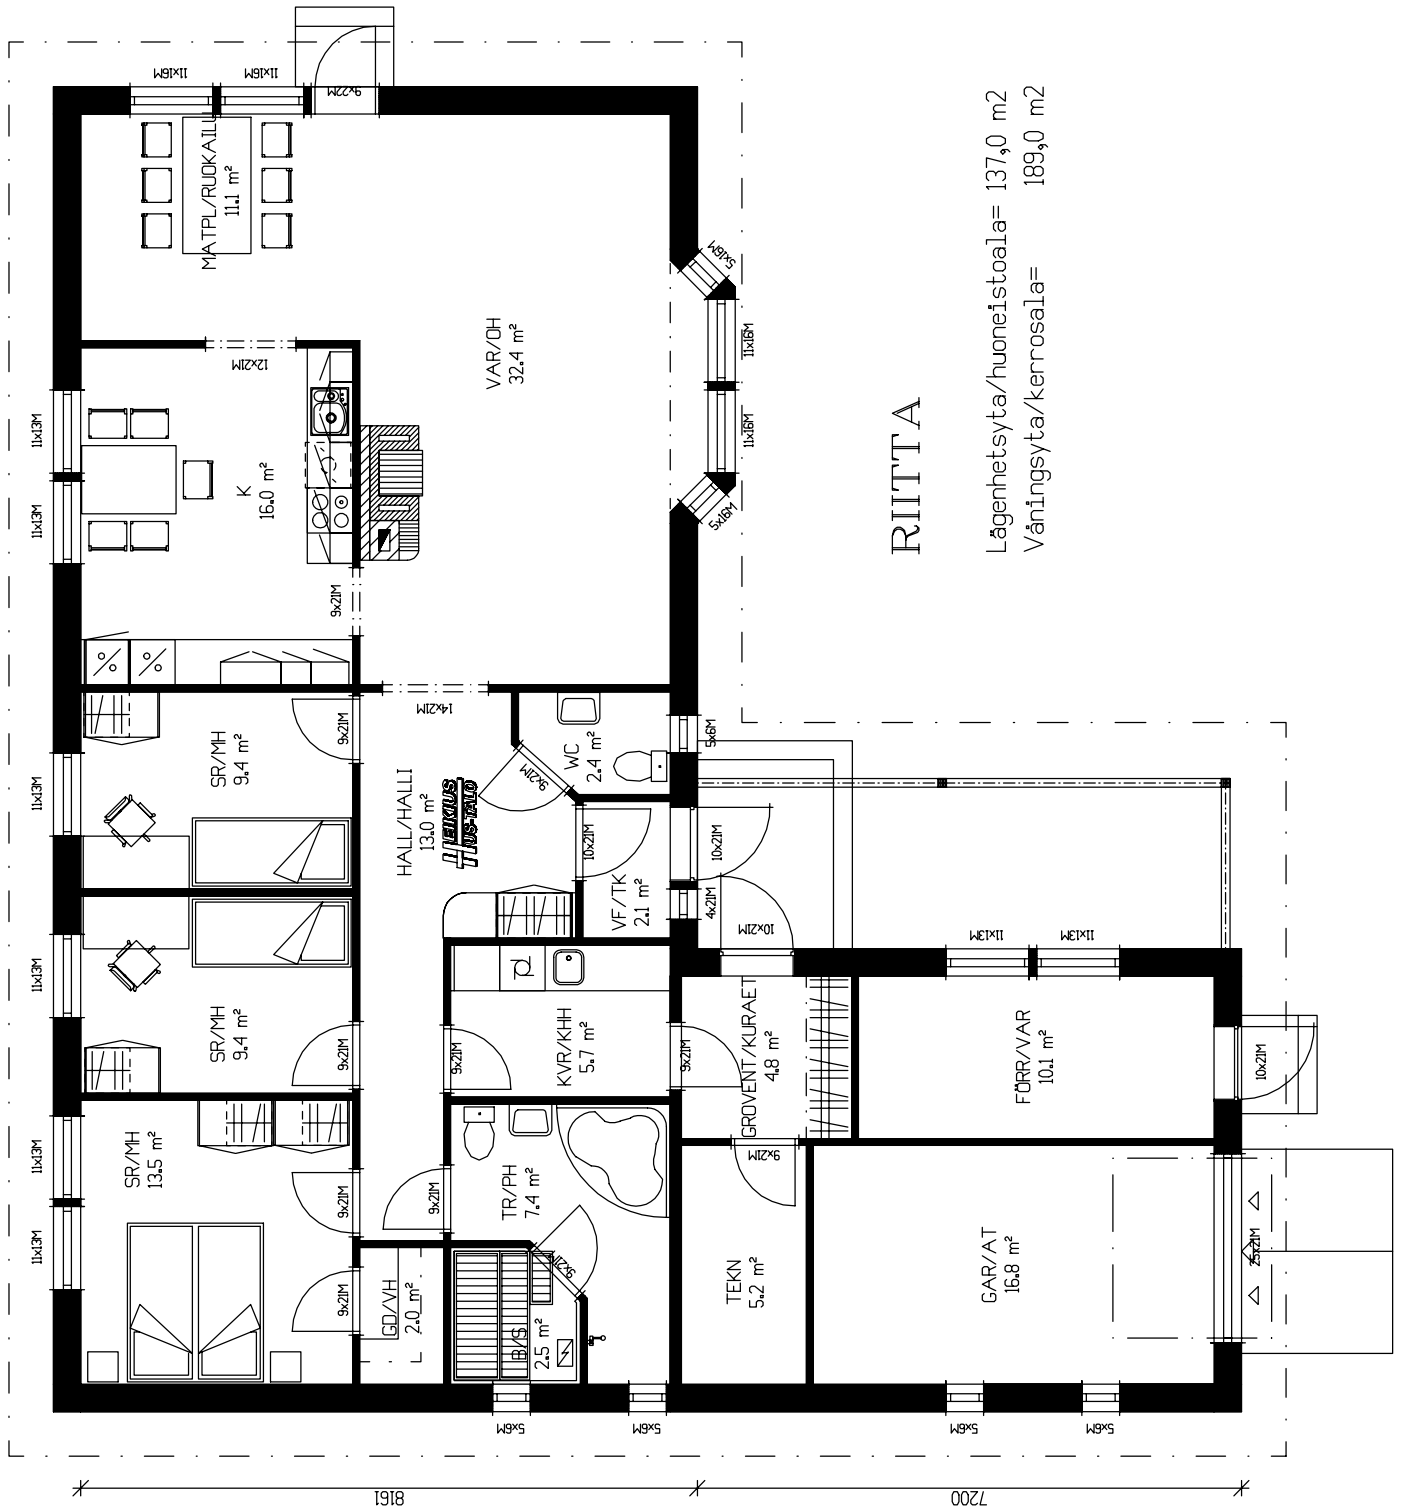 11x16M
11x16M
9x22M
MATPL/RUOKAILU
11.1 m²
VAR/OH
32.4 m²
12x21M
11x13M
11x13M
K
16.0 m²
9x21M
5x16M
11x16M
11x16M
5x16M
RIITTA
Lägenhetsyta/huoneistoala= 137,0 m2
Våningsyta/kerrosala= 189,0 m2
14x21M
9x21M
SR/MH
9.4 m²
11x13M
HALL/HALLI
13.0 m²
HEIKIUS
HUS-TALO
WC
2.4 m²
9x21M
5x6M
10x21M
VF/TK
2.1 m²
10x21M
4x21M
10x21M
11x13M
SR/MH
9.4 m²
9x21M
9x21M
KVR/KHH
5.7 m²
9x21M
GROVENT/KURAET
4.8 m²
11x13M
11x13M
FÖRR/VAR
10.1 m²
10x21M
11x13M
11x13M
SR/MH
13.5 m²
9x21M
9x21M
9x21M
TR/PH
7.4 m²
9x21M
GD/VH
2.0 m²
B/S
2.5 m²
9x21M
TEKN
5.2 m²
GAR/AT
16.8 m²
25x21M
5x6M
5x6M
5x6M
5x6M
8161
7200